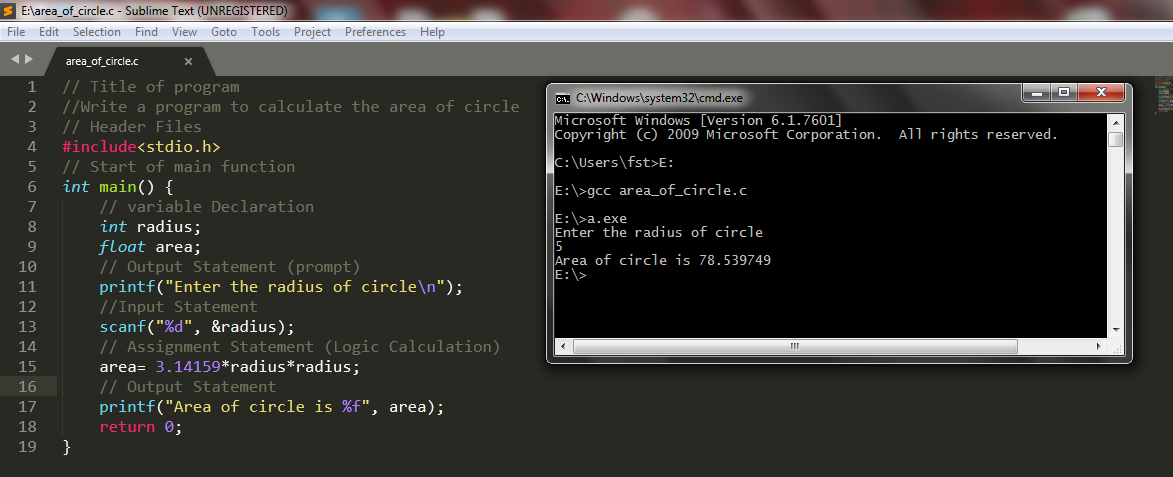 E:\area_of_circle.c - Sublime Text (UNREGISTERED)
File Edit Selection Find View Goto Tools Project Preferences Help
area_of_circle.c ×
1 // Title of program
2 //Write a program to calculate the area of circle
3 // Header Files
4 #include<stdio.h>
5 // Start of main function
6 int main() {
7 // variable Declaration
8 int radius;
9 float area;
10 // Output Statement (prompt)
11 printf("Enter the radius of circle\n");
12 //Input Statement
13 scanf("%d", &radius);
14 // Assignment Statement (Logic Calculation)
15 area= 3.14159*radius*radius;
16 // Output Statement
17 printf("Area of circle is %f", area);
18 return 0;
19 }
C:\Windows\system32\cmd.exe
Microsoft Windows [Version 6.1.7601]
Copyright (c) 2009 Microsoft Corporation.  All rights reserved.
C:\Users\fst>E:
E:\>gcc area_of_circle.c
E:\>a.exe
Enter the radius of circle
5
Area of circle is 78.539749
E:\>